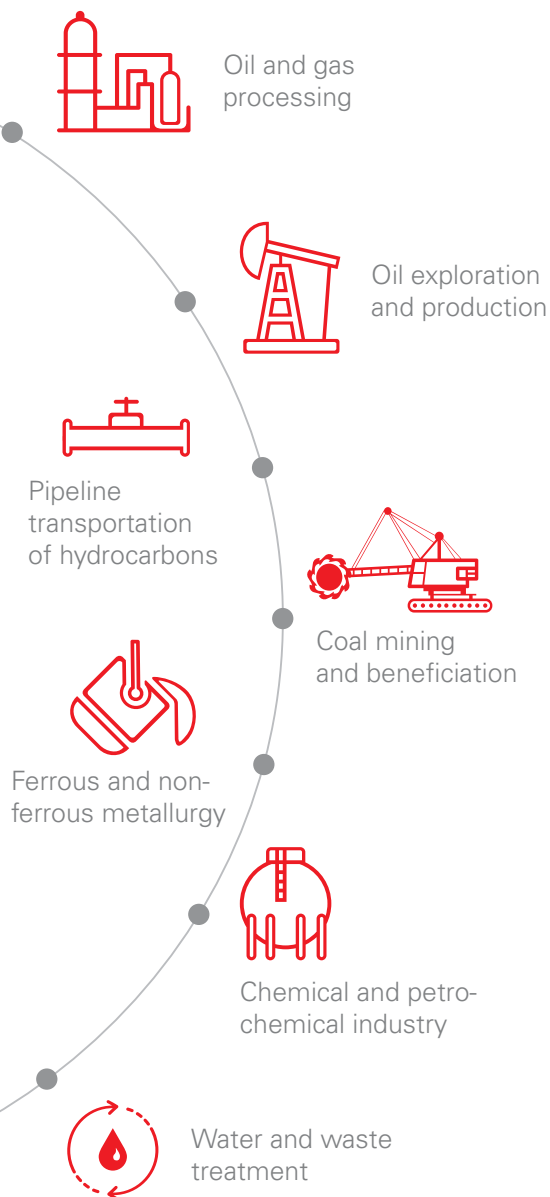 Oil and gas
processing
Oil exploration
and production
Pipeline
transportation
of hydrocarbons
Coal mining
and beneficiation
Ferrous and non-
ferrous metallurgy
Chemical and petro-
chemical industry
Water and waste
treatment